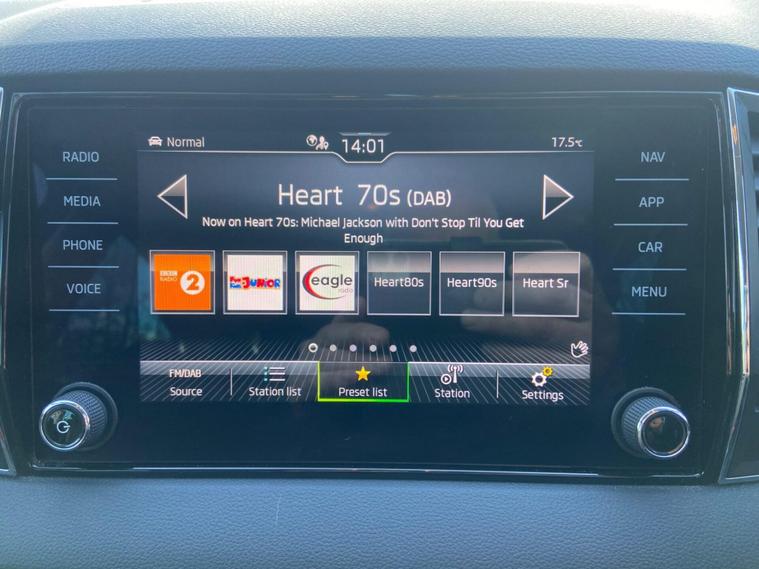 Normal
14:01
17.5°C
RADIO
MEDIA
PHONE
VOICE
Heart 70s (DAB)
Now on Heart 70s: Michael Jackson with Don't Stop Til You Get
Enough
BBC
RADIO
2
JUNIOR
eagle
radio
Heart80s
Heart90s
Heart Sr
FM/DAB
Source
Station list
Preset list
Station
Settings
NAV
APP
CAR
MENU